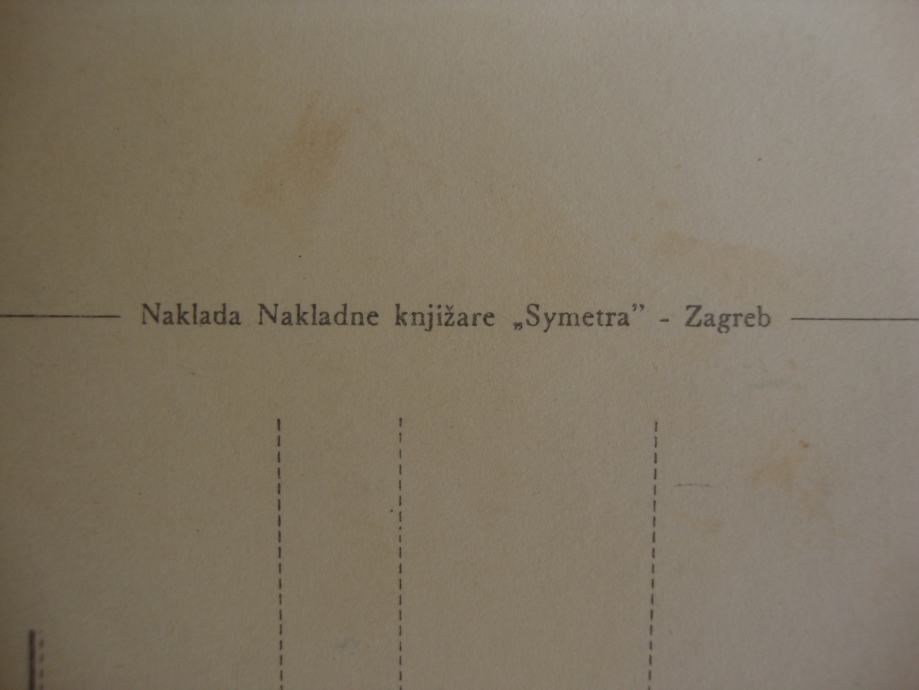 Naklada Nakladne knjižare „Symetra” - Zagreb